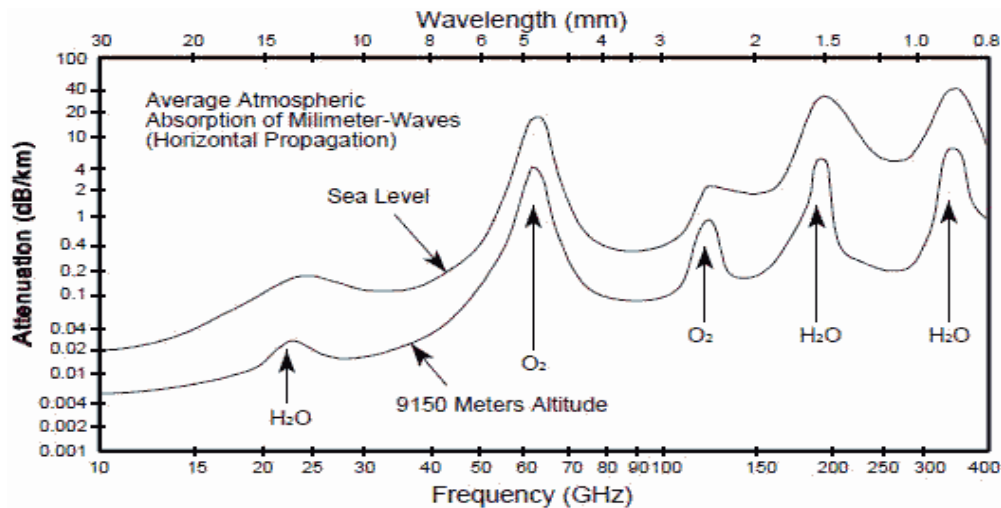 Wavelength (mm)
30 20 15 10 8 6 5 4 3 2 1.5 1.0 0.8
Attenuation (dB/km)
100
40
20
10
4
2
1
0.4
0.2
0.1
0.04
0.02
0.01
0.004
0.002
0.001
Average Atmospheric
Absorption of Milimeter-Waves
(Horizontal Propagation)
Sea Level
H₂O
9150 Meters Altitude
O₂
O₂
H₂O
H₂O
10 15 20 25 30 40 50 60 70 80 90 100 150 200 250 300 400
Frequency (GHz)